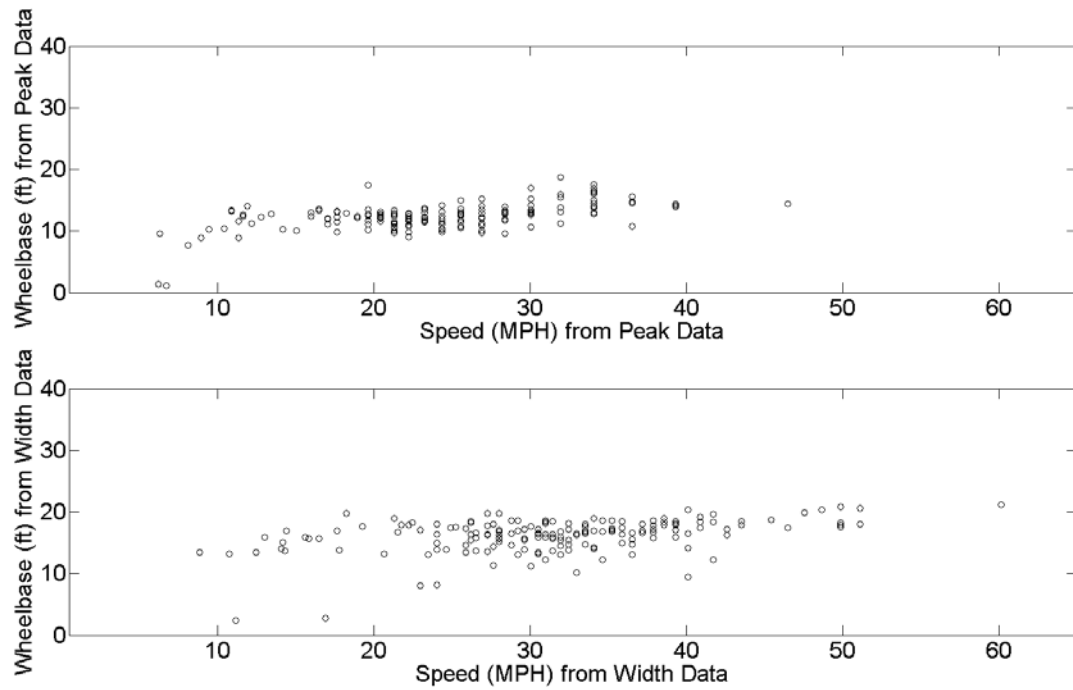 Wheelbase (ft) from Peak Data
40
30
20
10
0
10 20 30 40 50 60
Speed (MPH) from Peak Data
Wheelbase (ft) from Width Data
40
30
20
10
0
10 20 30 40 50 60
Speed (MPH) from Width Data